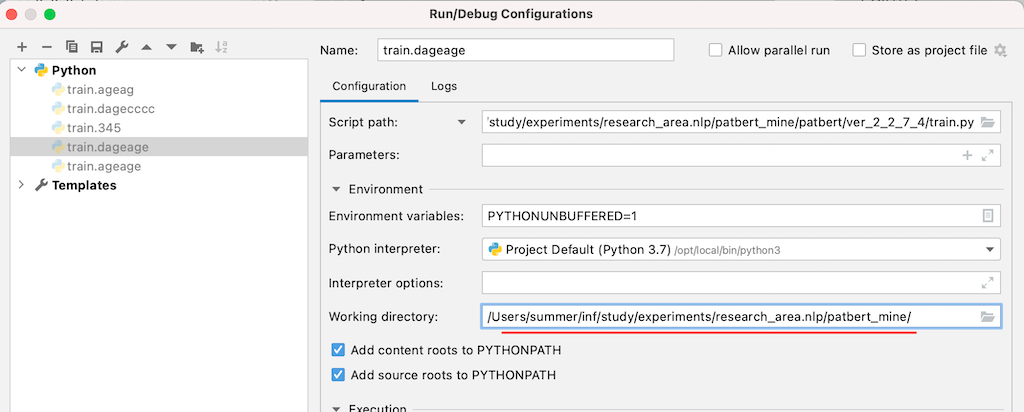 Run/Debug Configurations
Name: train.dageage Allow parallel run Store as project file
Python
train.ageag
train.dagecccc
train.345
train.dageage
train.ageage
Templates
Configuration Logs
Script path: study/experiments/research_area.nlp/patbert_mine/patbert/ver_2_2_7_4/train.py
Parameters:
Environment
Environment variables: PYTHONUNBUFFERED=1
Python interpreter: Project Default (Python 3.7) /opt/local/bin/python3
Interpreter options:
Working directory: /Users/summer/inf/study/experiments/research_area.nlp/patbert_mine/
Add content roots to PYTHONPATH
Add source roots to PYTHONPATH
Execution